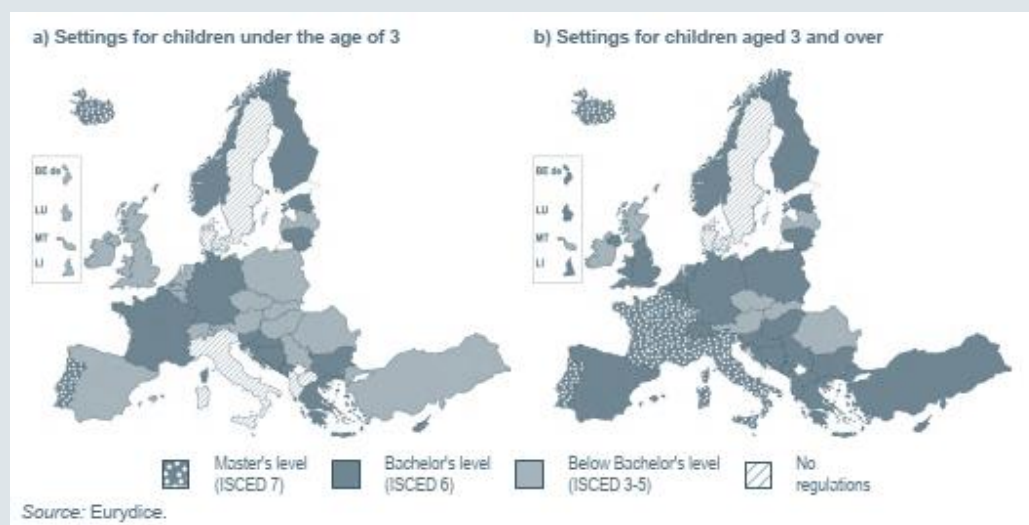 a) Settings for children under the age of 3
b) Settings for children aged 3 and over
BE de
LU
MT
LI
BE de
LU
MT
LI
Master's level
(ISCED 7)
Bachelor's level
(ISCED 6)
Below Bachelor's level
(ISCED 3-5)
No
regulations
Source: Eurydice.